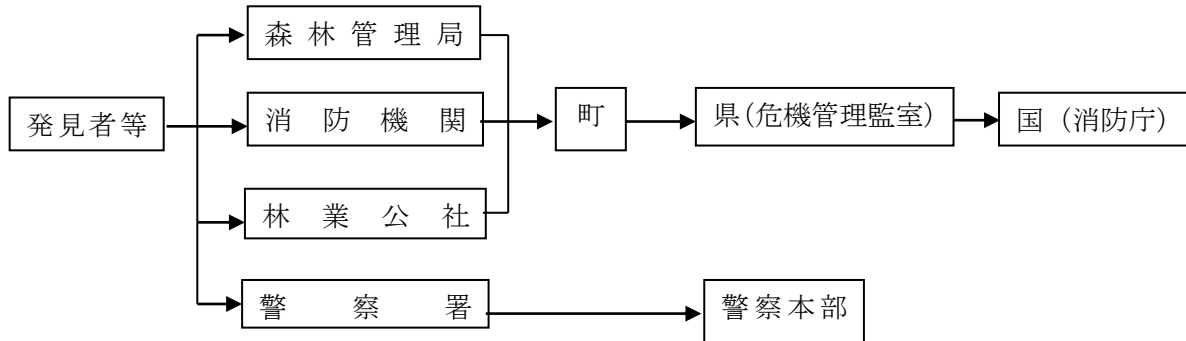 森林管理局
発見者等
消防機関
町
県(危機管理監室)
国(消防庁)
林業公社
警察署
警察本部